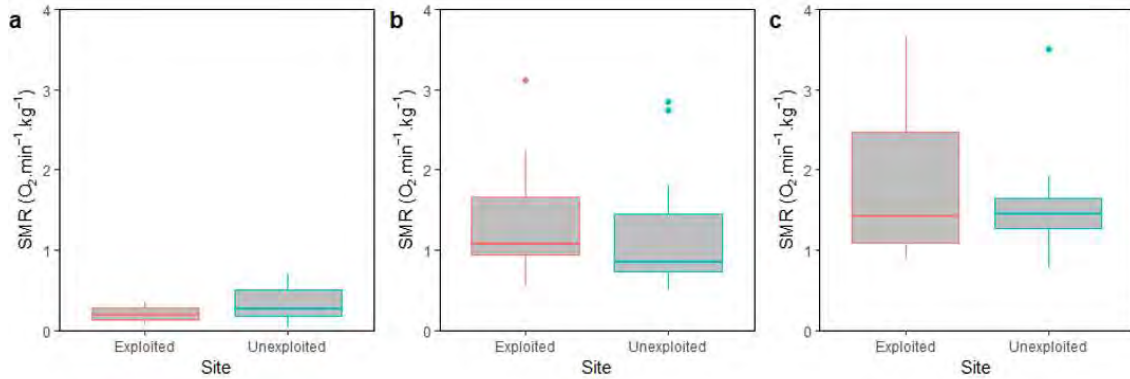 a
SMR (O₂.min⁻¹.kg⁻¹)
4
3
2
1
0
Exploited Unexploited
Site
b
SMR (O₂.min⁻¹.kg⁻¹)
4
3
2
1
0
Exploited Unexploited
Site
c
SMR (O₂.min⁻¹.kg⁻¹)
4
3
2
1
0
Exploited Unexploited
Site